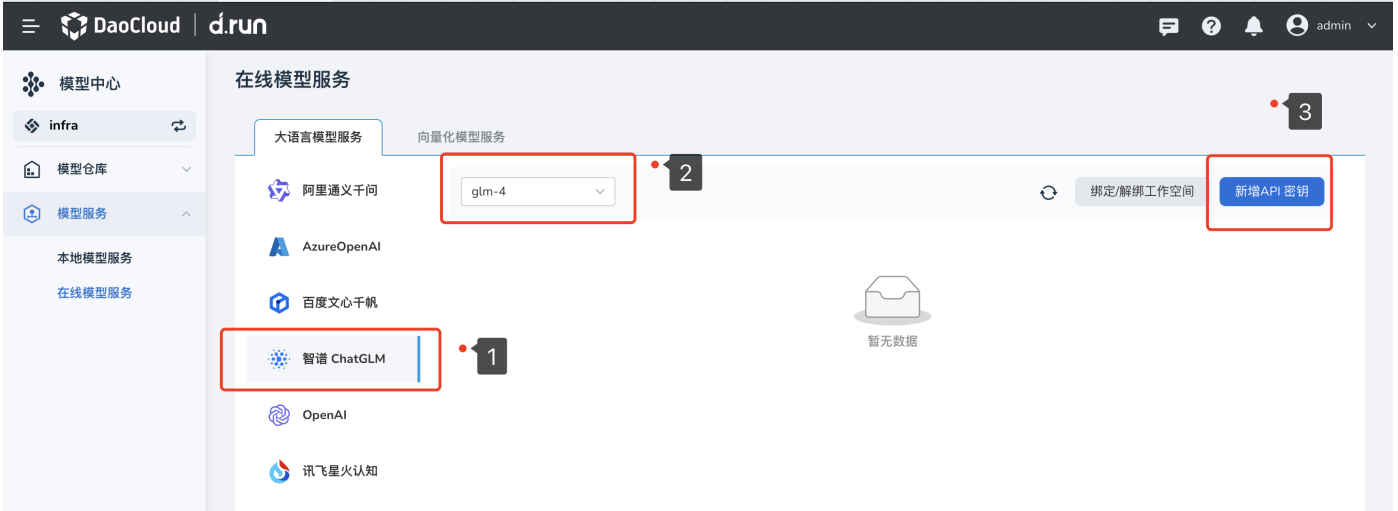 DaoCloud | d.run
admin
模型中心
infra
模型仓库
模型服务
本地模型服务
在线模型服务
在线模型服务
3
大语言模型服务
向量化模型服务
2
阿里通义千问
glm-4
绑定/解绑工作空间
新增API 密钥
AzureOpenAI
百度文心千帆
智谱 ChatGLM
1
暂无数据
OpenAI
讯飞星火认知